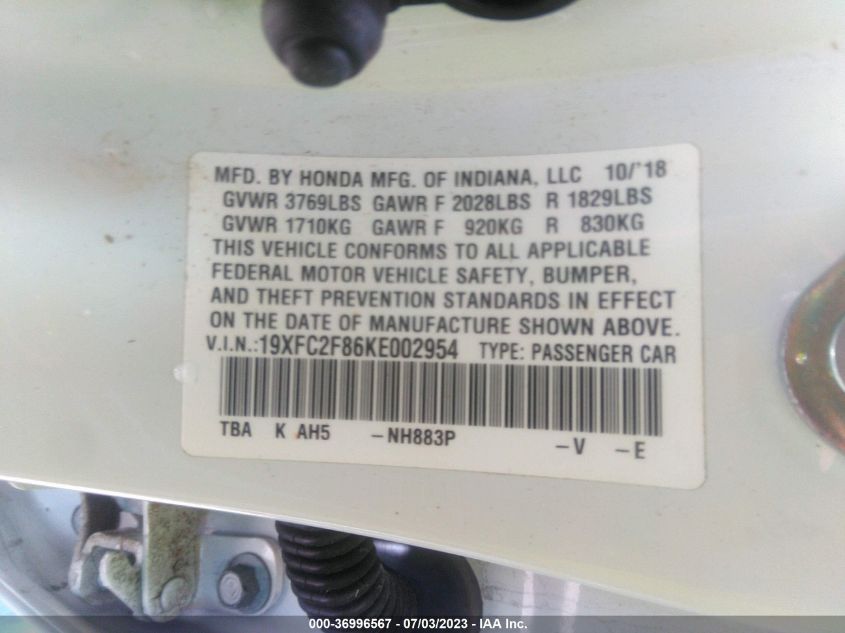 MFD. BY HONDA MFG. OF INDIANA, LLC 10/'18
GVWR 3769LBS GAWR F 2028LBS R 1829LBS
GVWR 1710KG GAWR F 920KG R 830KG
THIS VEHICLE CONFORMS TO ALL APPLICABLE
FEDERAL MOTOR VEHICLE SAFETY, BUMPER,
AND THEFT PREVENTION STANDARDS IN EFFECT
ON THE DATE OF MANUFACTURE SHOWN ABOVE.
V.I.N.:19XFC2F86KE002954 TYPE: PASSENGER CAR
TBA K AH5 -NH883P -V -E
000-36996567 - 07/03/2023 - IAA Inc.